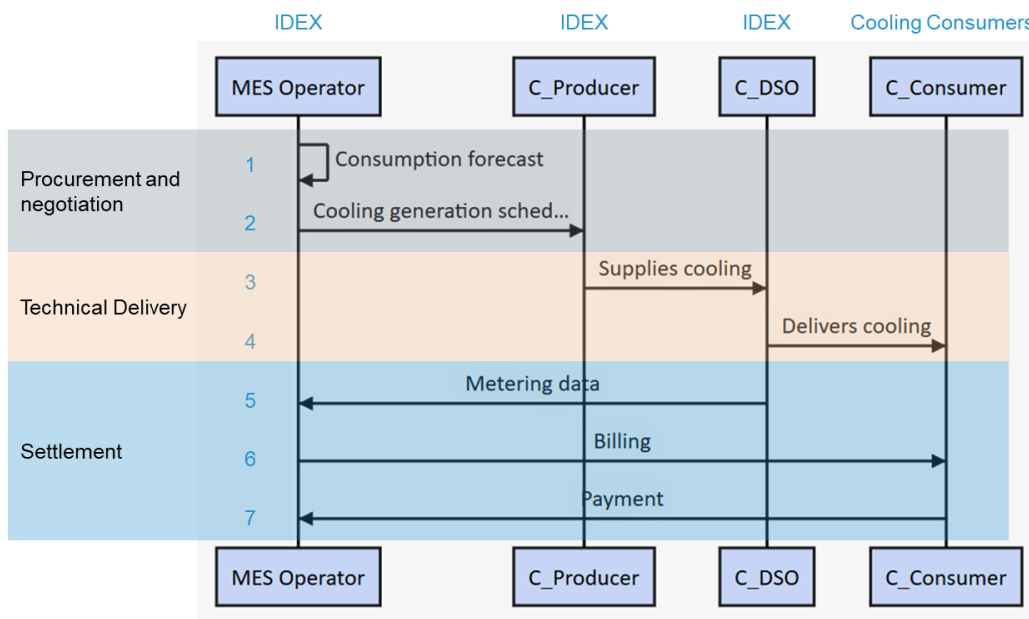 IDEX IDEX IDEX Cooling Consumers
MES Operator C_Producer C_DSO C_Consumer
Procurement and
negotiation
1 Consumption forecast
2 Cooling generation sched...
Technical Delivery
3 Supplies cooling
4 Delivers cooling
Settlement
5 Metering data
6 Billing
7 Payment
MES Operator C_Producer C_DSO C_Consumer